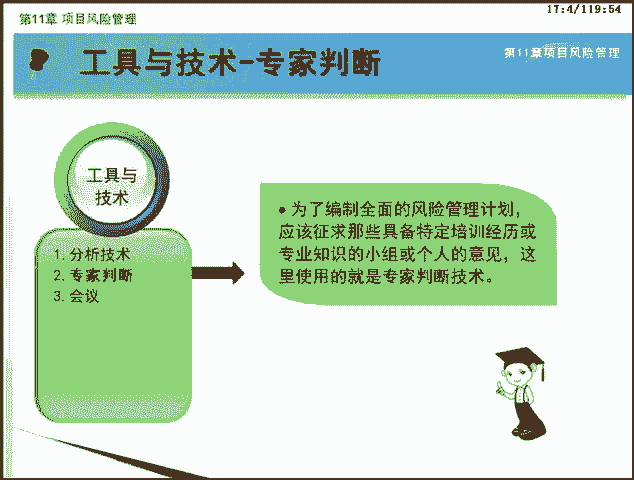 第11章 项目风险管理
17:4/119:54
工具与技术-专家判断
第11章项目风险管理
工具与
技术
1. 分析技术
2. 专家判断
3. 会议
• 为了编制全面的风险管理计划，
应该征求那些具备特定培训经历或
专业知识的小组或个人的意见，这
里使用的就是专家判断技术。